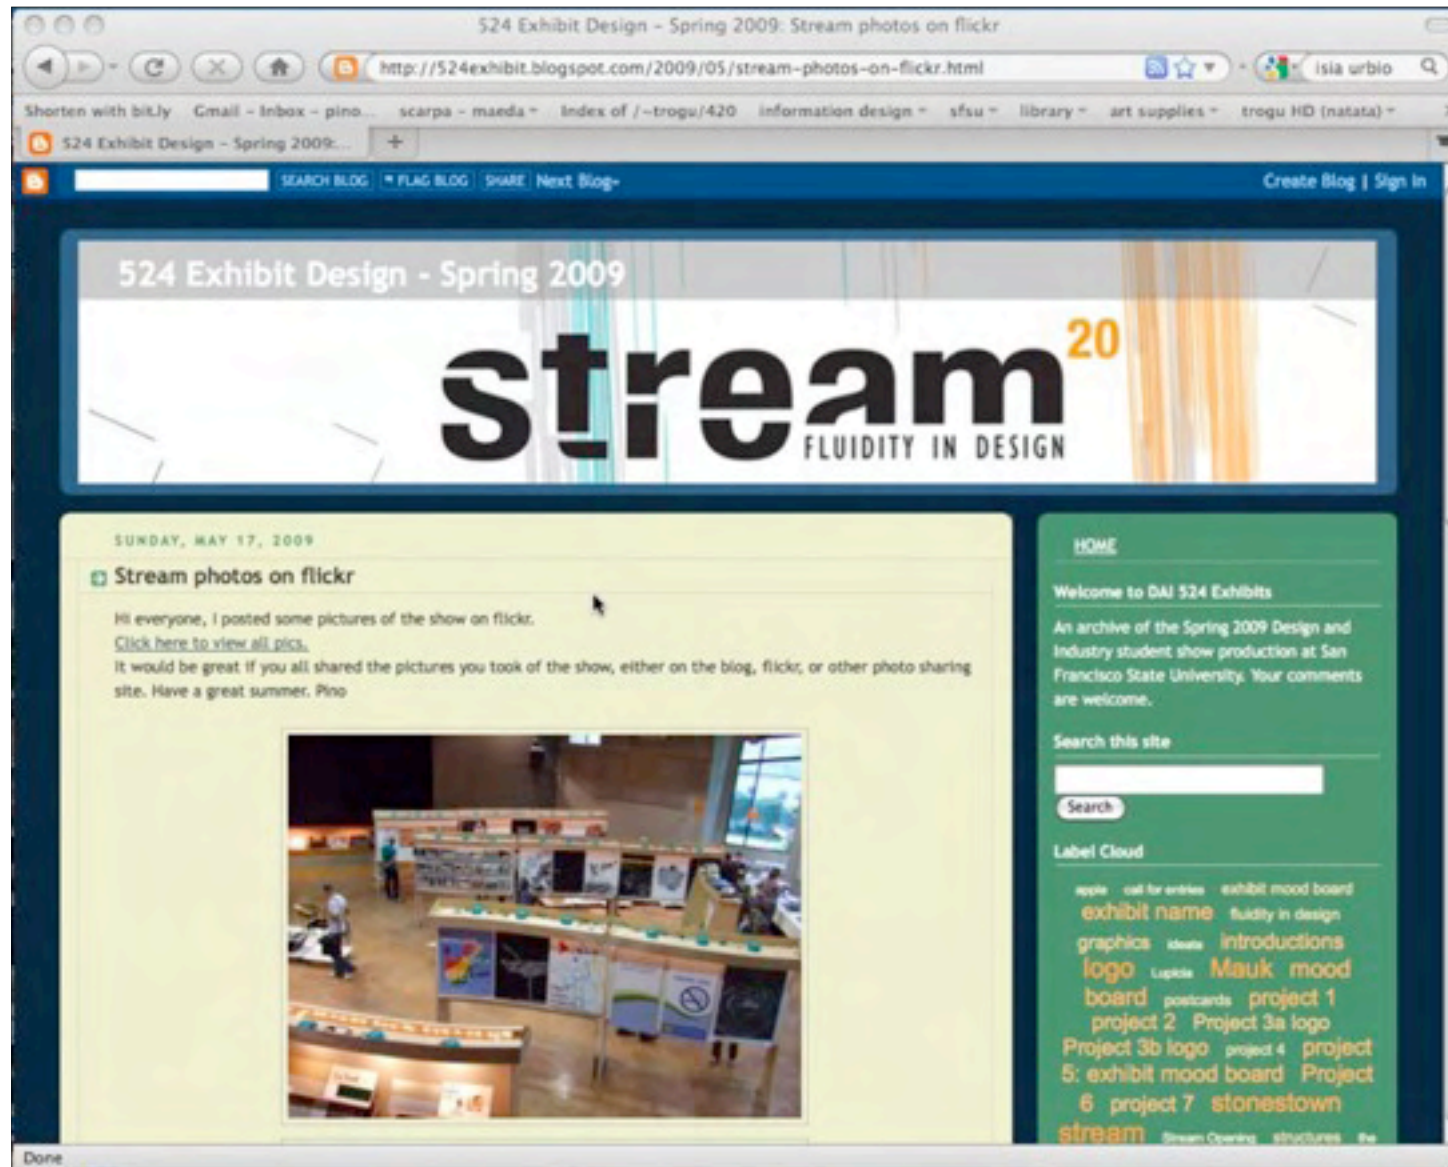 524 Exhibit Design - Spring 2009: Stream photos on flickr
http://524exhibit.blogspot.com/2009/05/stream-photos-on-flickr.html
isia urbio
Shorten with bit.ly Gmail - Inbox - pino... scarpa - maeda Index of /~trogu/420 information design sfsu library art supplies trogu HD (natata)
524 Exhibit Design - Spring 2009:...
SEARCH BLOG FLAG BLOG SHARE Next Blog» Create Blog | Sign In
524 Exhibit Design - Spring 2009
stream 20
FLUIDITY IN DESIGN
SUNDAY, MAY 17, 2009
Stream photos on flickr
Hi everyone, I posted some pictures of the show on flickr.
Click here to view all pics.
It would be great if you all shared the pictures you took of the show, either on the blog, flickr, or other photo sharing
site. Have a great summer. Pino
HOME
Welcome to DAI 524 Exhibits
An archive of the Spring 2009 Design and
Industry student show production at San
Francisco State University. Your comments
are welcome.
Search this site
Search
Label Cloud
apple call for entries exhibit mood board
exhibit name fluidity in design
graphics ideate introductions
logo Lupicia Mauk mood
board postcards project 1
project 2 Project 3a logo
Project 3b logo project 4 project
5: exhibit mood board Project
6 project 7 stonestown
stream Stream Opening structures the
Done